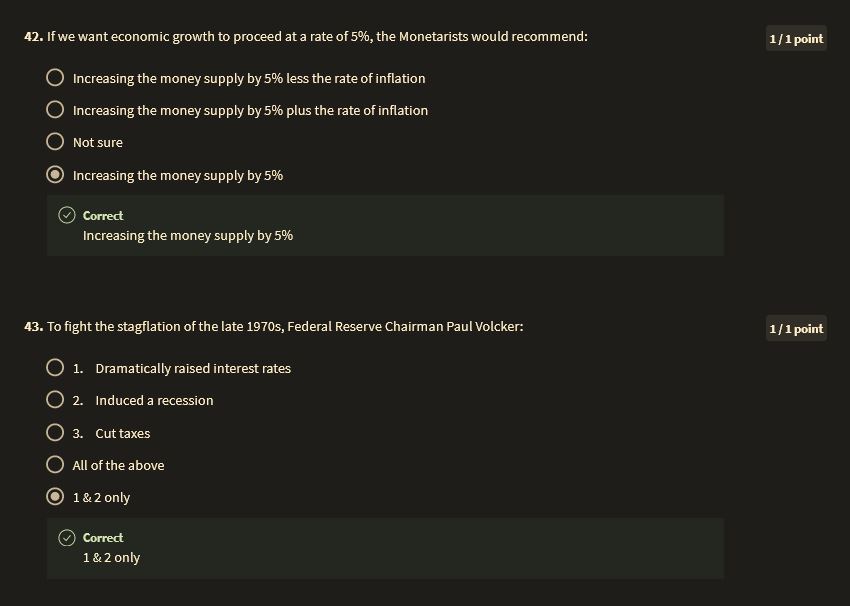 42. If we want economic growth to proceed at a rate of 5%, the Monetarists would recommend:
1 / 1 point
Increasing the money supply by 5% less the rate of inflation
Increasing the money supply by 5% plus the rate of inflation
Not sure
Increasing the money supply by 5%
Correct
Increasing the money supply by 5%
43. To fight the stagflation of the late 1970s, Federal Reserve Chairman Paul Volcker:
1 / 1 point
1. Dramatically raised interest rates
2. Induced a recession
3. Cut taxes
All of the above
1 & 2 only
Correct
1 & 2 only